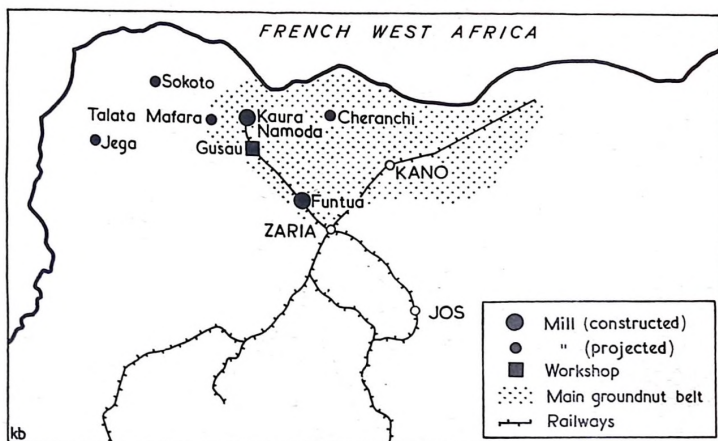 FRENCH WEST AFRICA
Sokoto
Talata Mafara
Kaura
Namoda
Cheranchi
Jega
Gusau
KANO
Funtua
ZARIA
JOS
Mill (constructed)
" (projected)
Workshop
Main groundnut belt
Railways
kb